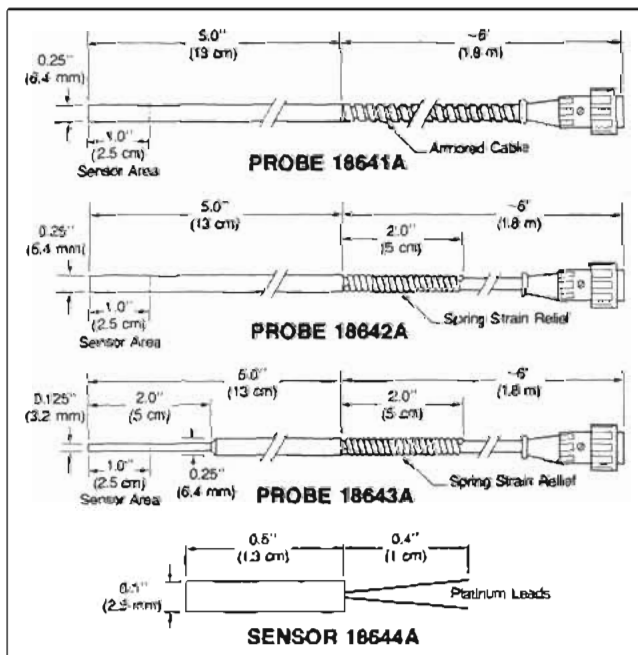 5.0" ~6'
(13 cm) (1.8 m)
0.25"
(6.4 mm)
1.0"
(2.5 cm)
Sensor Area
Armored Cable
PROBE 18641A
5.0" ~6'
(13 cm) (1.8 m)
0.25" 2.0"
(6.4 mm) (5 cm)
1.0"
(2.5 cm)
Sensor Area
Spring Strain Relief
PROBE 18642A
5.0" ~6'
(13 cm) (1.8 m)
0.125" 2.0" 2.0"
(3.2 mm) (5 cm) (5 cm)
1.0" 0.25"
(2.5 cm) (6.4 mm)
Sensor Area
Spring Strain Relief
PROBE 18643A
0.5" 0.4"
(1.3 cm) (1 cm)
0.1"
Platinum Leads
SENSOR 18644A